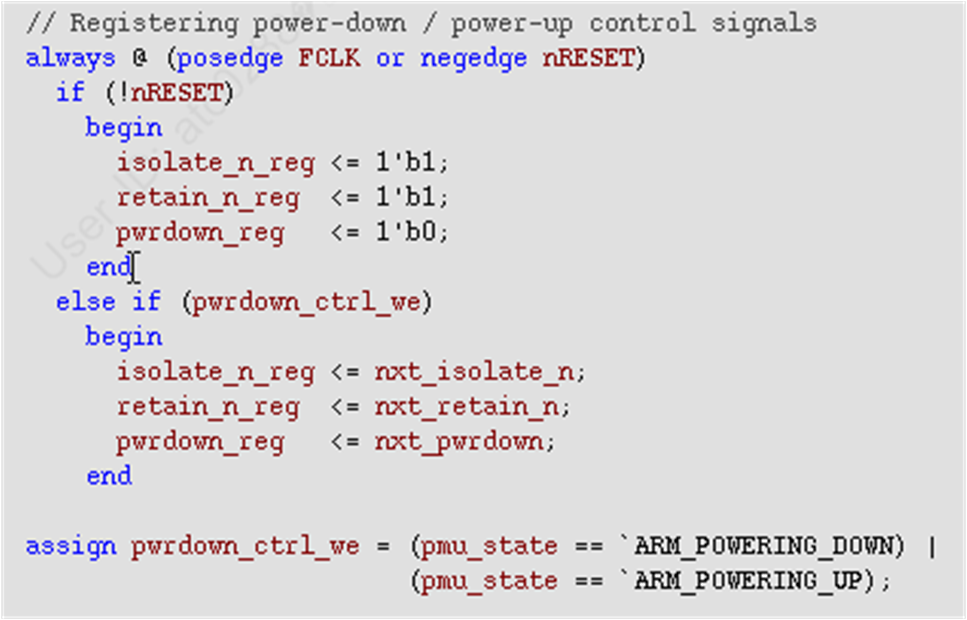 // Registering power-down / power-up control signals
always @ (posedge FCLK or negedge nRESET)
if (!nRESET)
begin
isolate_n_reg <= 1'b1;
retain_n_reg <= 1'b1;
pwrdown_reg <= 1'b0;
end
else if (pwrdown_ctrl_we)
begin
isolate_n_reg <= nxt_isolate_n;
retain_n_reg <= nxt_retain_n;
pwrdown_reg <= nxt_pwrdown;
end
assign pwrdown_ctrl_we = (pmu_state == `ARM_POWERING_DOWN) |
(pmu_state == `ARM_POWERING_UP);
User ID: